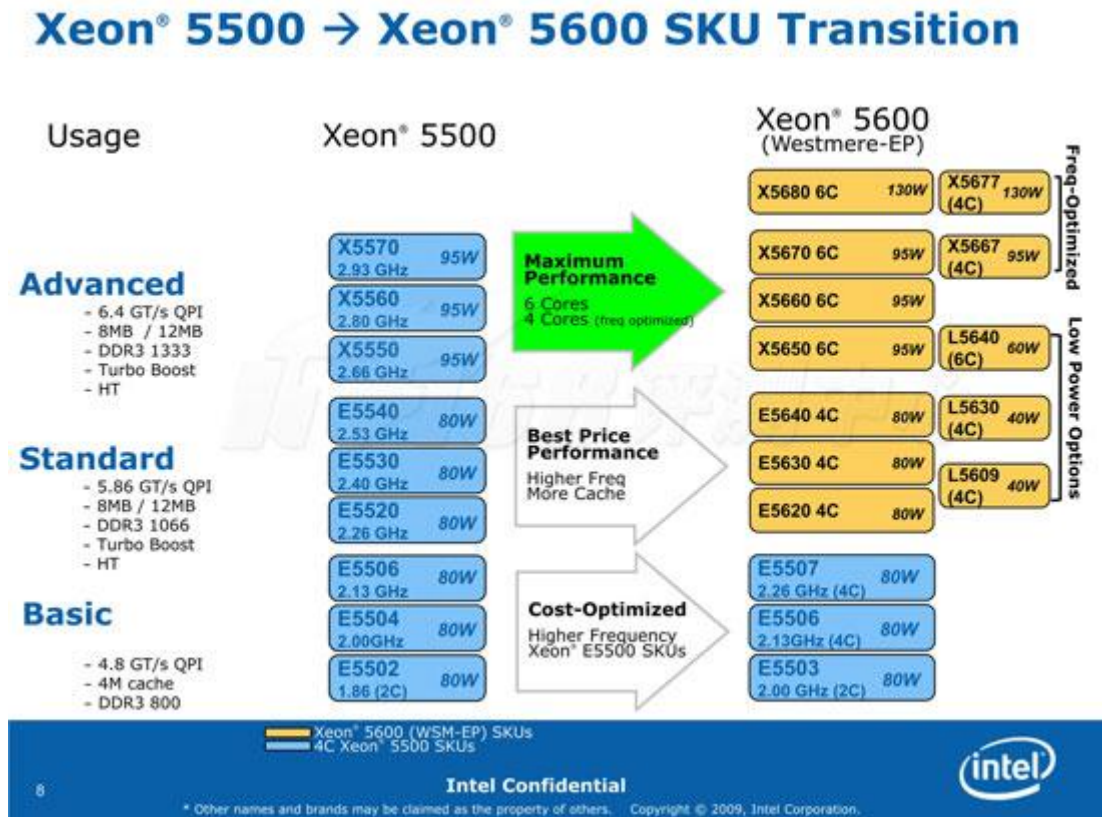 Xeon® 5500 → Xeon® 5600 SKU Transition
Usage
Xeon® 5500
Xeon® 5600
(Westmere-EP)
Advanced
- 6.4 GT/s QPI
- 8MB / 12MB
- DDR3 1333
- Turbo Boost
- HT
Standard
- 5.86 GT/s QPI
- 8MB / 12MB
- DDR3 1066
- Turbo Boost
- HT
Basic
- 4.8 GT/s QPI
- 4M cache
- DDR3 800
X5570 95W
2.93 GHz
X5560 95W
2.80 GHz
X5550 95W
2.66 GHz
E5540 80W
2.53 GHz
E5530 80W
2.40 GHz
E5520 80W
2.26 GHz
E5506 80W
2.13 GHz
E5504 80W
2.00GHz
E5502 80W
1.86 (2C)
Maximum
Performance
6 Cores
4 Cores (freq optimized)
Best Price
Performance
Higher Freq
More Cache
Cost-Optimized
Higher Frequency
Xeon® E5500 SKUs
X5680 6C 130W
X5670 6C 95W
X5660 6C 95W
X5650 6C 95W
E5640 4C 80W
E5630 4C 80W
E5620 4C 80W
E5507 80W
2.26 GHz (4C)
E5506 80W
2.13GHz (4C)
E5503 80W
2.00 GHz (2C)
X5677 130W
(4C)
X5667 95W
(4C)
L5640 60W
(6C)
L5630 40W
(4C)
L5609 40W
(4C)
Freq-Optimized
Low Power Options
Xeon® 5600 (WSM-EP) SKUs
4C Xeon® 5500 SKUs
8
Intel Confidential
* Other names and brands may be claimed as the property of others. Copyright © 2009, Intel Corporation.
intel